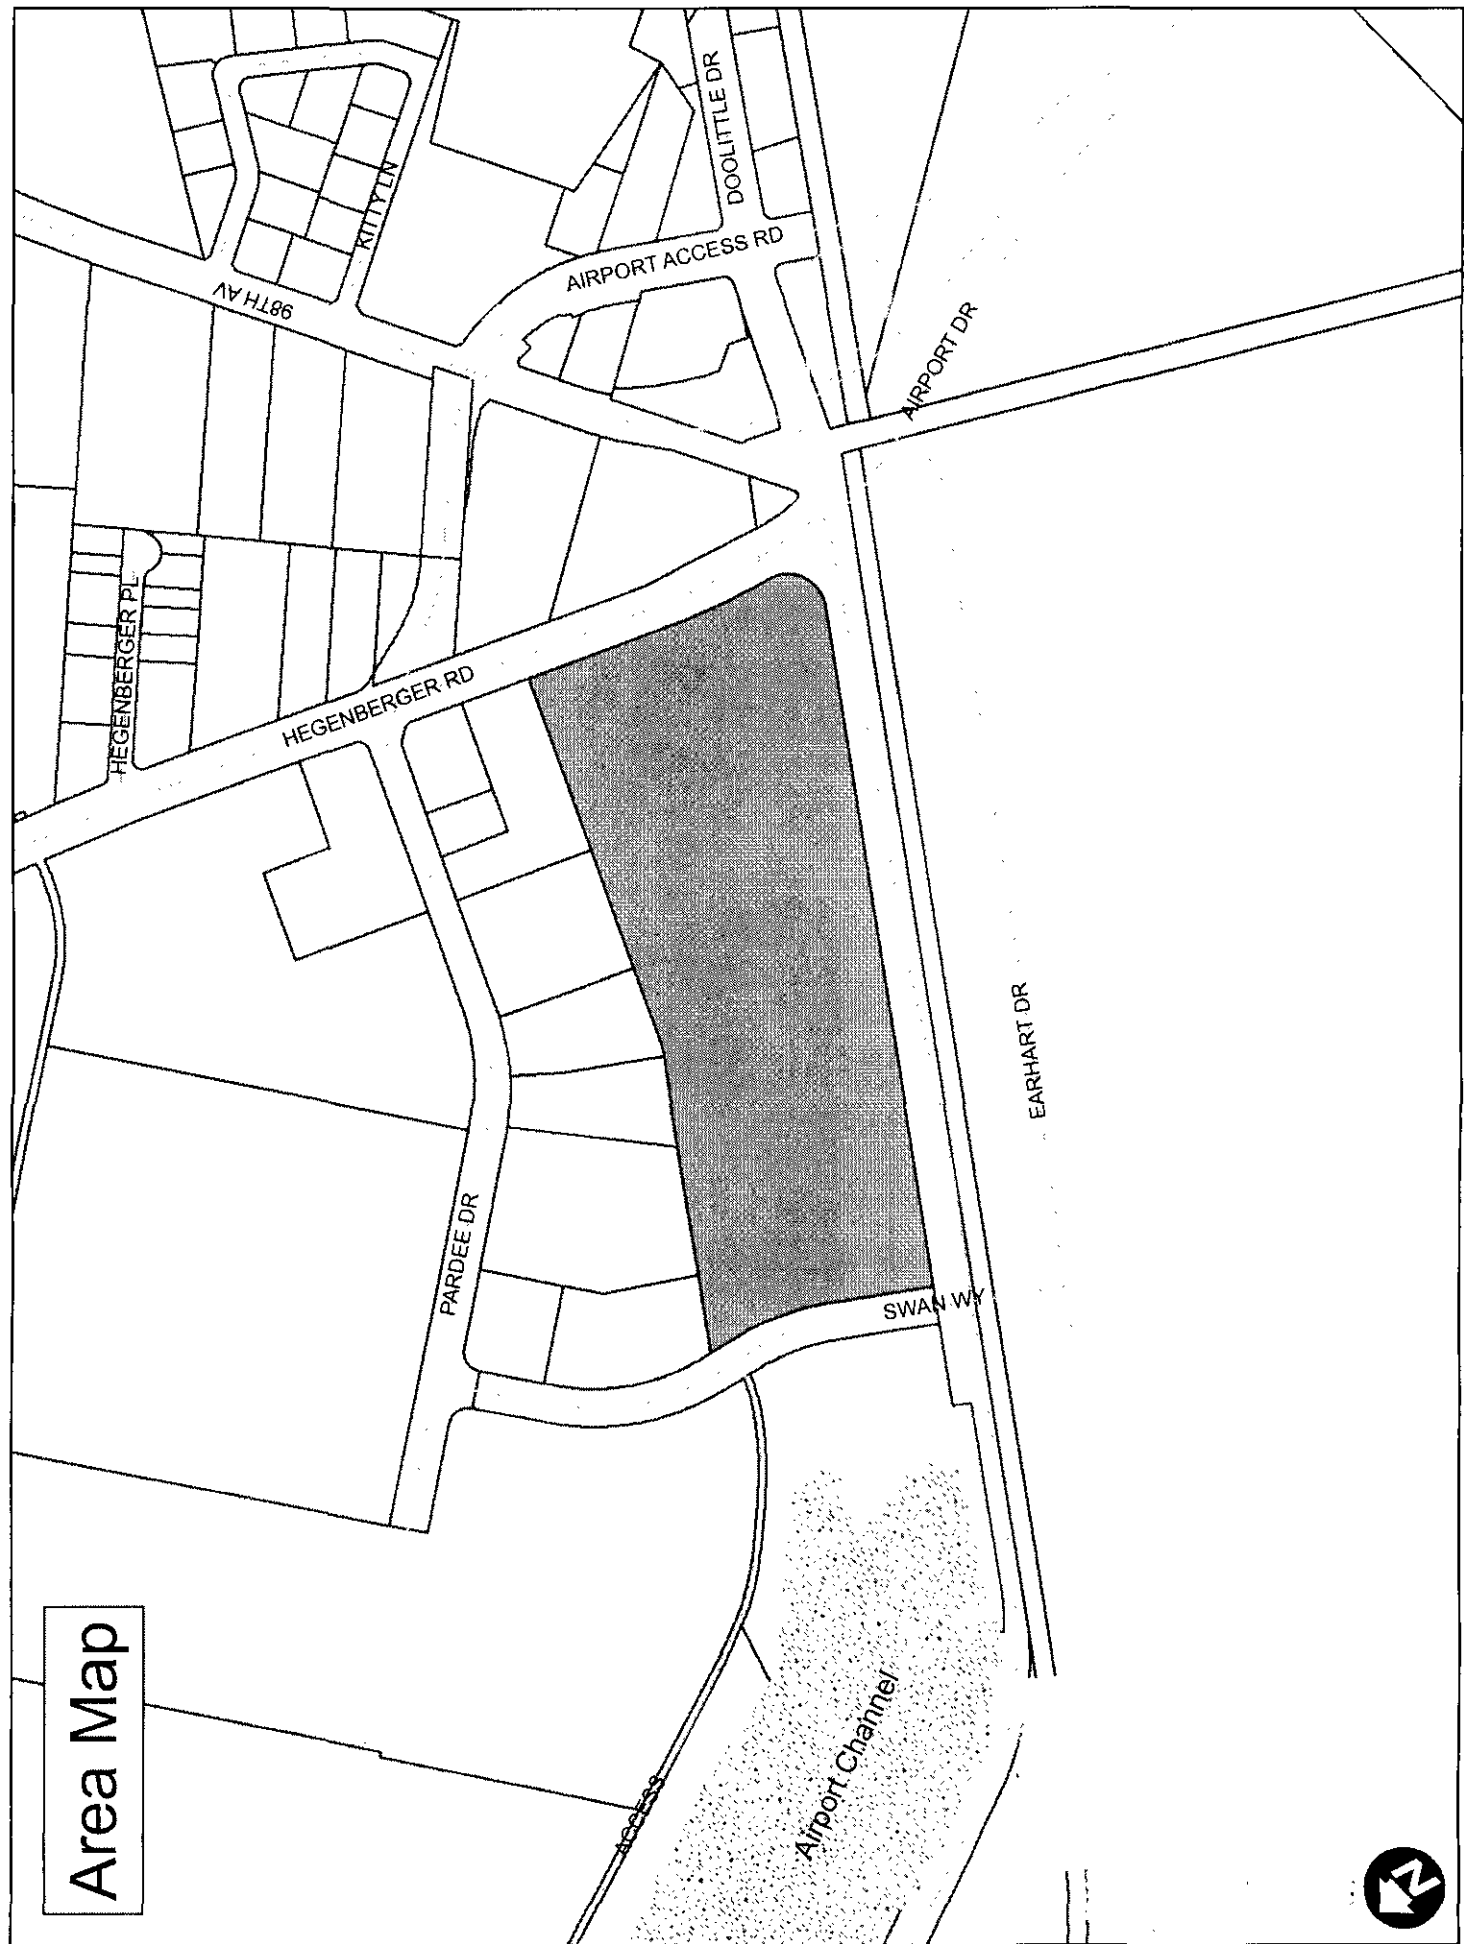 Area Map
DOOLITTLE DR
KITTY LN
AIRPORT ACCESS RD
98TH AV
AIRPORT DR
HEGENBERGER PL
HEGENBERGER RD
EARHART DR
PARDEE DR
SWAN WY
ACCESS
Airport Channel
N